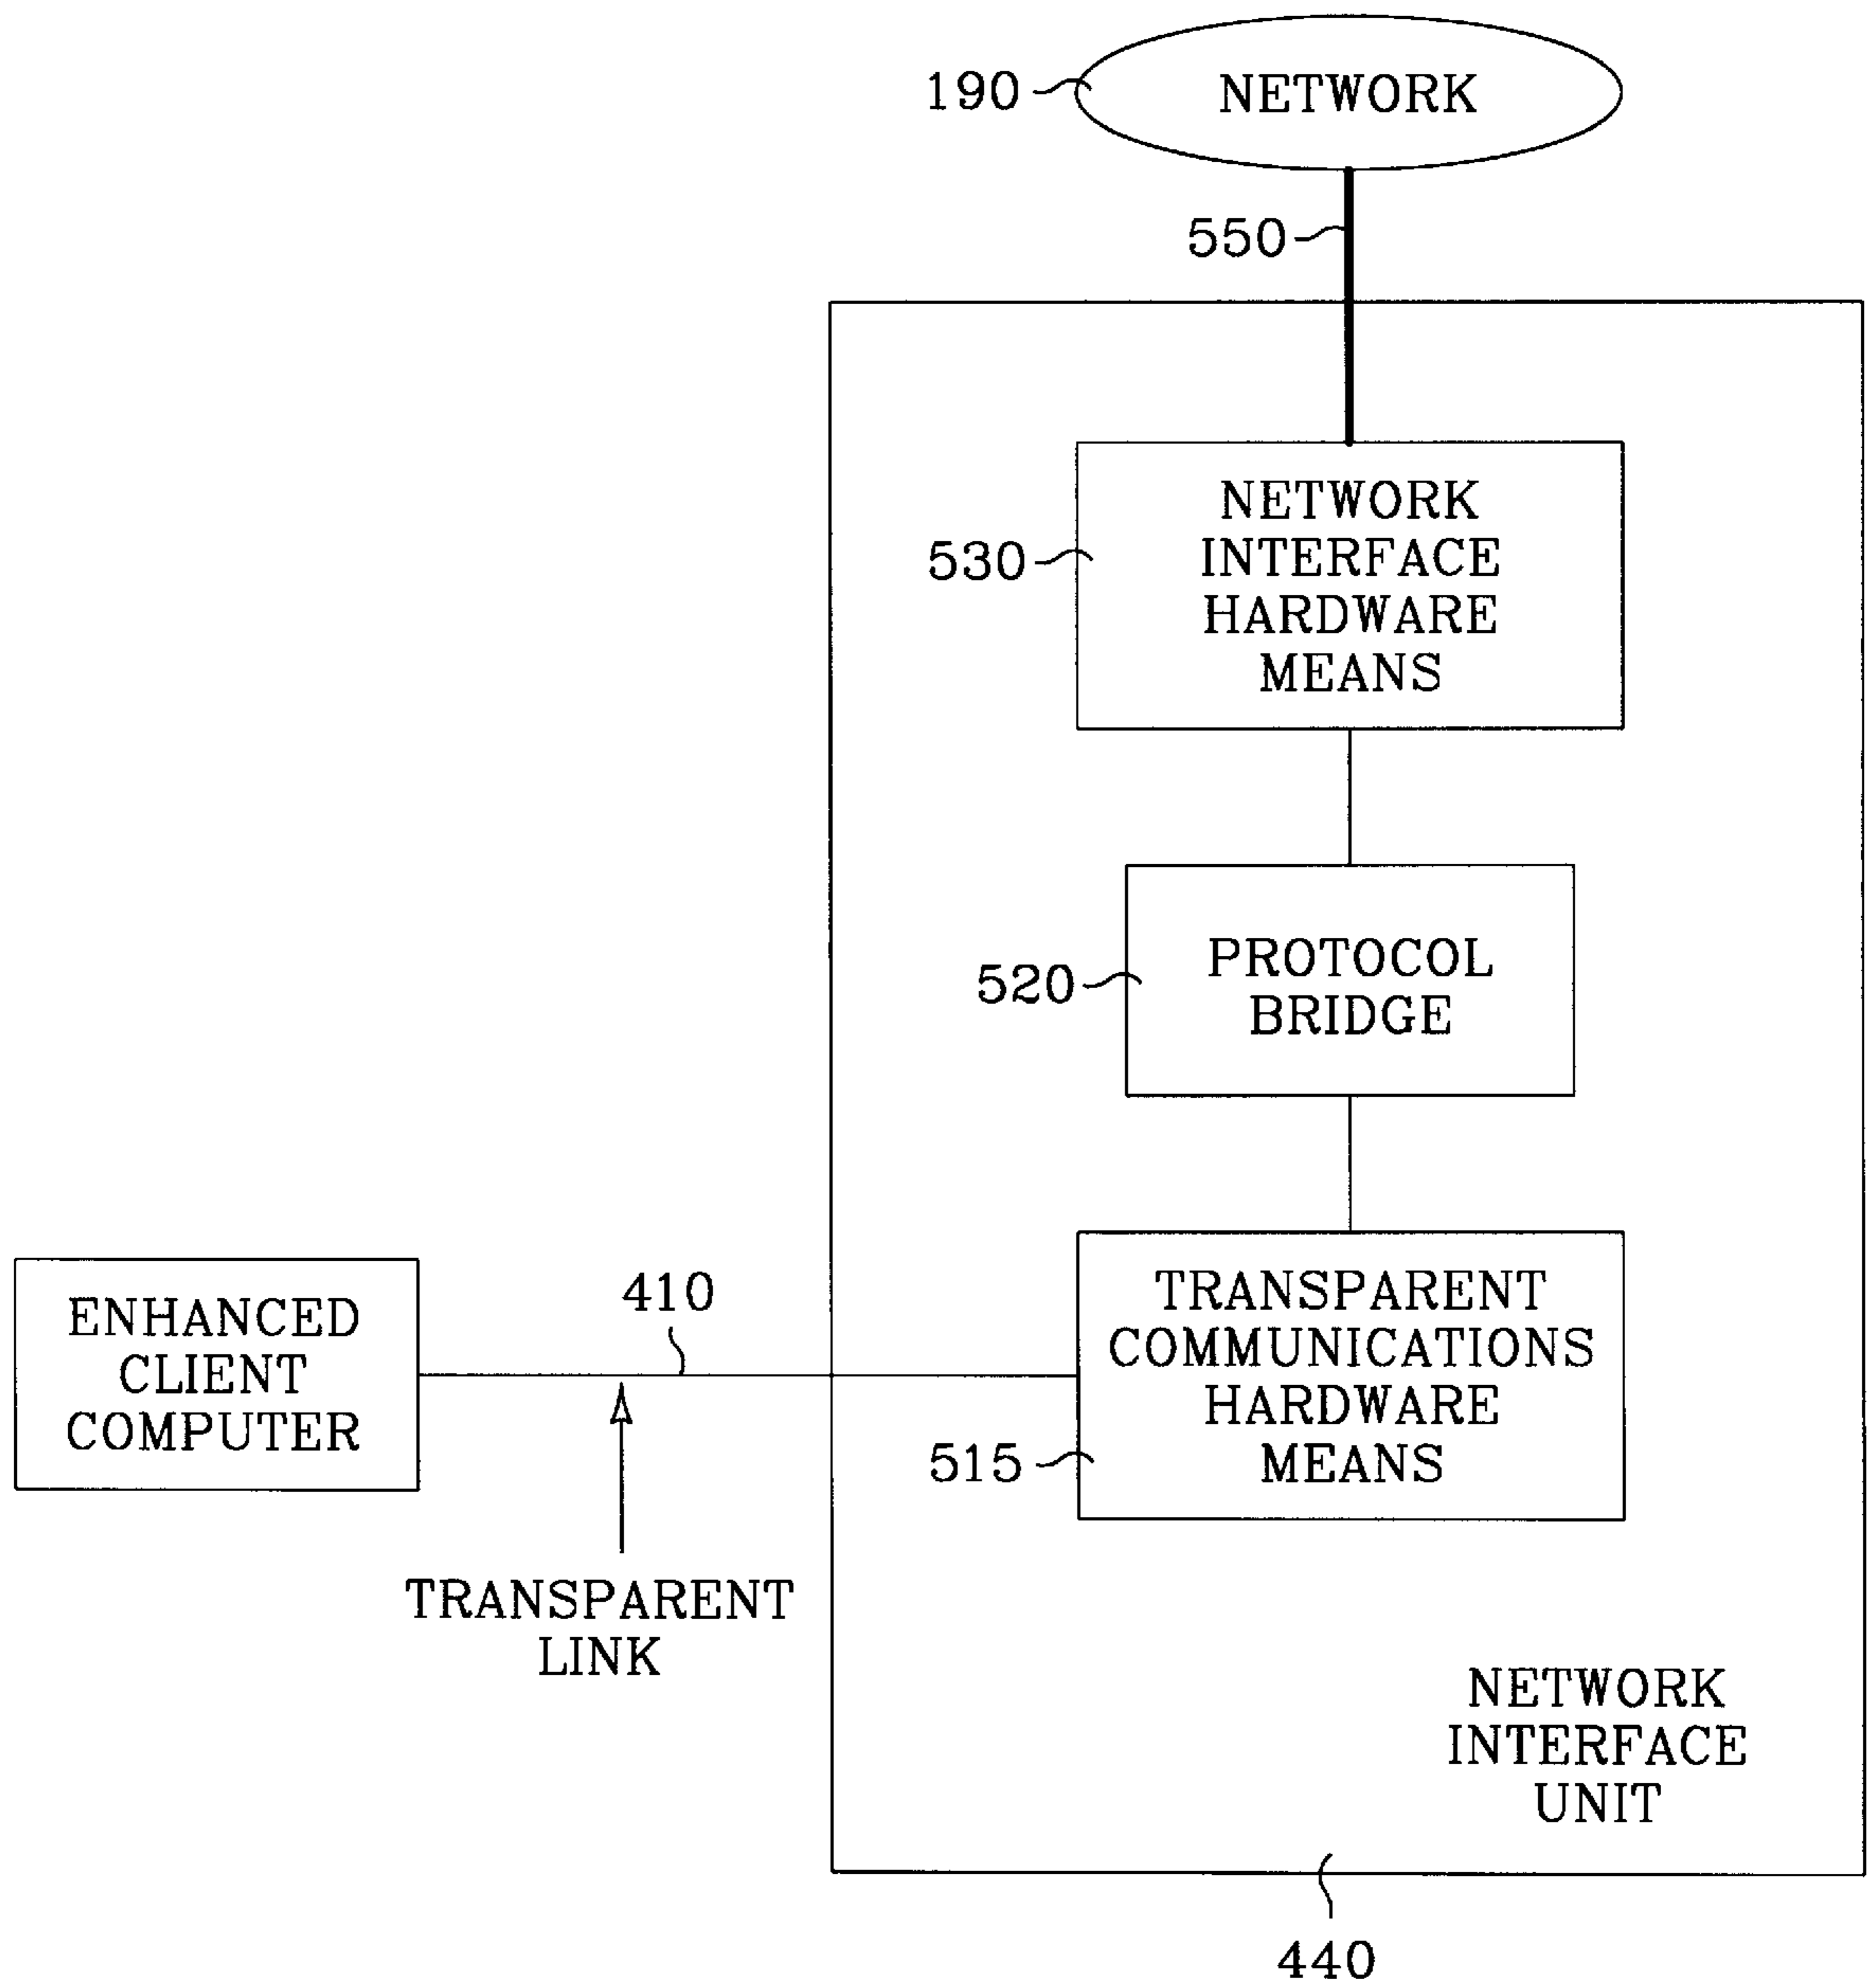 190
NETWORK
550
530
NETWORK
INTERFACE
HARDWARE
MEANS
520
PROTOCOL
BRIDGE
ENHANCED
CLIENT
COMPUTER
410
TRANSPARENT
LINK
515
TRANSPARENT
COMMUNICATIONS
HARDWARE
MEANS
NETWORK
INTERFACE
UNIT
440